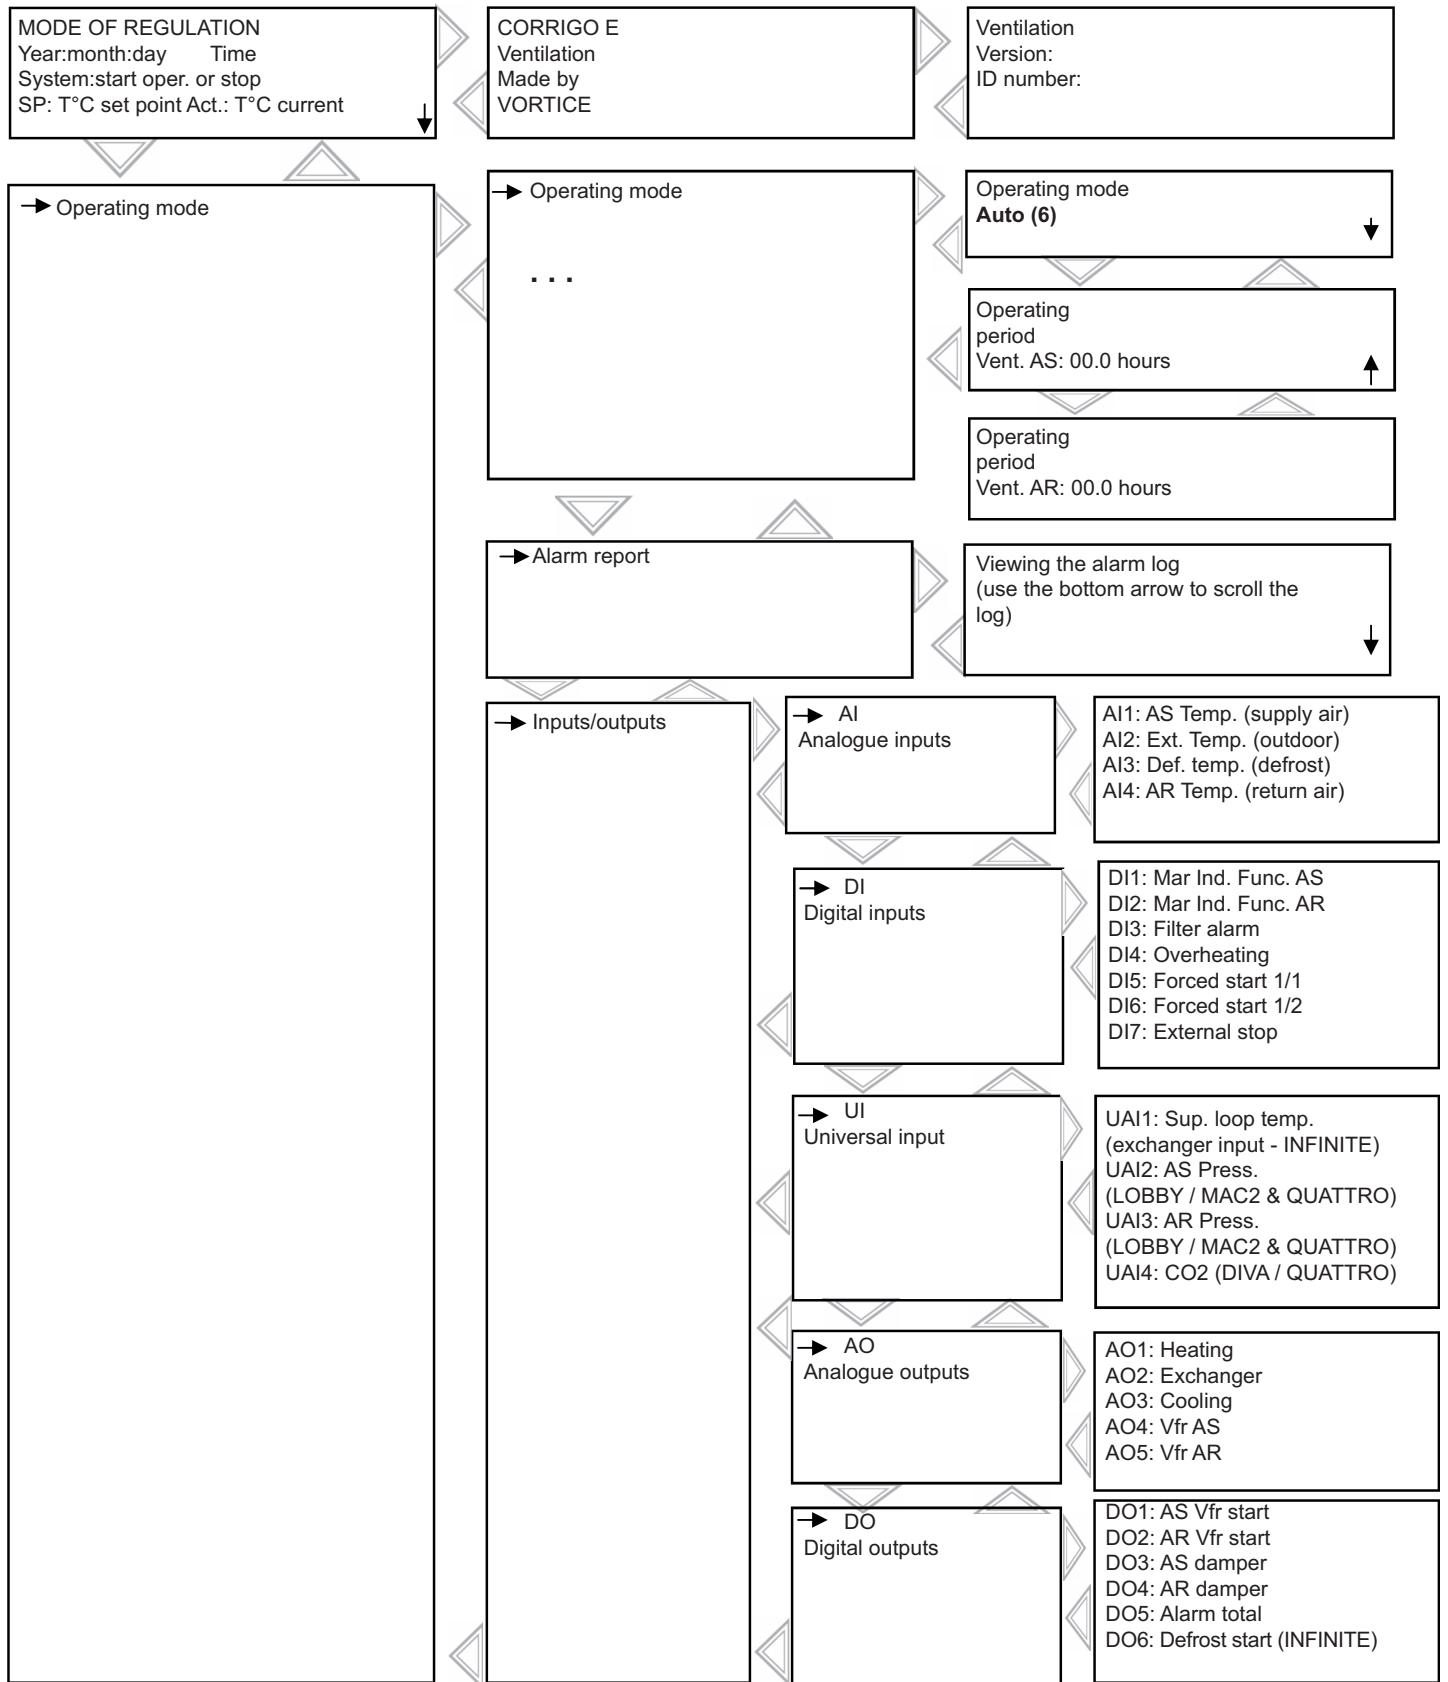 MODE OF REGULATION
Year:month:day Time
System:start oper. or stop
SP: T°C set point Act.: T°C current
CORRIGO E
Ventilation
Made by
VORTICE
Ventilation
Version:
ID number:
Operating mode
Operating mode
. . .
Operating mode
Auto (6)
Operating
period
Vent. AS: 00.0 hours
Operating
period
Vent. AR: 00.0 hours
Alarm report
Viewing the alarm log
(use the bottom arrow to scroll the
log)
Inputs/outputs
AI
Analogue inputs
AI1: AS Temp. (supply air)
AI2: Ext. Temp. (outdoor)
AI3: Def. temp. (defrost)
AI4: AR Temp. (return air)
DI
Digital inputs
DI1: Mar Ind. Func. AS
DI2: Mar Ind. Func. AR
DI3: Filter alarm
DI4: Overheating
DI5: Forced start 1/1
DI6: Forced start 1/2
DI7: External stop
UI
Universal input
UAI1: Sup. loop temp.
(exchanger input - INFINITE)
UAI2: AS Press.
(LOBBY / MAC2 & QUATTRO)
UAI3: AR Press.
(LOBBY / MAC2 & QUATTRO)
UAI4: CO2 (DIVA / QUATTRO)
AO
Analogue outputs
AO1: Heating
AO2: Exchanger
AO3: Cooling
AO4: Vfr AS
AO5: Vfr AR
DO
Digital outputs
DO1: AS Vfr start
DO2: AR Vfr start
DO3: AS damper
DO4: AR damper
DO5: Alarm total
DO6: Defrost start (INFINITE)